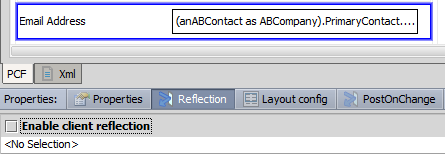 Email Address (anABContact as ABCompany).PrimaryContact....
PCF Xml
Properties: Properties Reflection Layout config PostOnChange
Enable client reflection
<No Selection>